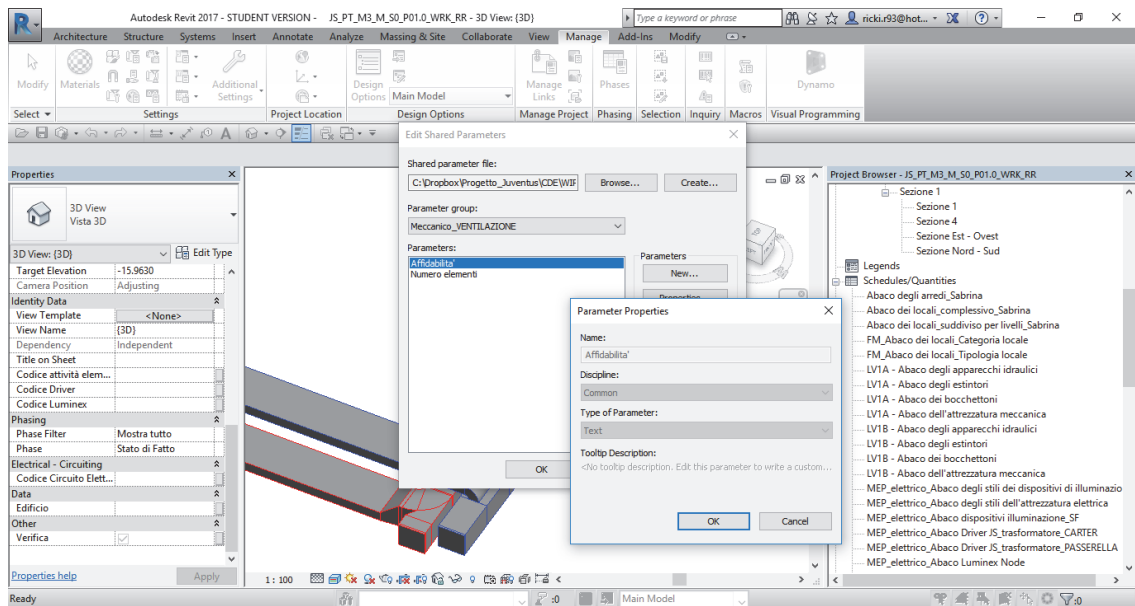 Autodesk Revit 2017 - STUDENT VERSION - JS_PT_M3_M_S0_P01.0_WRK_RR - 3D View: {3D}
Type a keyword or phrase
ricki.r93@hot...
Architecture Structure Systems Insert Annotate Analyze Massing & Site Collaborate View Manage Add-Ins Modify
Modify
Materials
Additional Settings
Design Options
Main Model
Manage Links
Phases
Dynamo
Select
Settings
Project Location
Design Options
Manage Project
Phasing
Selection
Inquiry
Macros
Visual Programming
Properties
3D View
Vista 3D
3D View: {3D}
Edit Type
Target Elevation -15.9630
Camera Position Adjusting
Identity Data
View Template <None>
View Name {3D}
Dependency Independent
Title on Sheet
Codice attività elem...
Codice Driver
Codice Luminex
Phasing
Phase Filter Mostra tutto
Phase Stato di Fatto
Electrical - Circuiting
Codice Circuito Elett...
Data
Edificio
Other
Verifica
Properties help
Apply
Edit Shared Parameters
Shared parameter file:
C:\Dropbox\Progetto_Juventus\CDE\WIF
Browse...
Create...
Parameter group:
Meccanico_VENTILAZIONE
Parameters:
Affidabilita'
Numero elementi
Parameters
New...
Properties...
OK
Parameter Properties
Name:
Affidabilita'
Discipline:
Common
Type of Parameter:
Text
Tooltip Description:
<No tooltip description. Edit this parameter to write a custom...
OK
Cancel
1 : 100
Project Browser - JS_PT_M3_M_S0_P01.0_WRK_RR
Sezione 1
Sezione 1
Sezione 4
Sezione Est - Ovest
Sezione Nord - Sud
Legends
Schedules/Quantities
Abaco degli arredi_Sabrina
Abaco dei locali_complessivo_Sabrina
Abaco dei locali_suddiviso per livelli_Sabrina
FM_Abaco dei locali_Categoria locale
FM_Abaco dei locali_Tipologia locale
LV1A - Abaco degli apparecchi idraulici
LV1A - Abaco degli estintori
LV1A - Abaco dei bocchettoni
LV1A - Abaco dell'attrezzatura meccanica
LV1B - Abaco degli apparecchi idraulici
LV1B - Abaco degli estintori
LV1B - Abaco dei bocchettoni
LV1B - Abaco dell'attrezzatura meccanica
MEP_elettrico_Abaco degli stili dei dispositivi di illuminazio
MEP_elettrico_Abaco degli stili dell'attrezzatura elettrica
MEP_elettrico_Abaco dispositivi illuminazione_SF
MEP_elettrico_Abaco Driver JS_trasformatore_CARTER
MEP_elettrico_Abaco Driver JS_trasformatore_PASSERELLA
MEP_elettrico_Abaco Luminex Node
Ready
:0
Main Model
:0